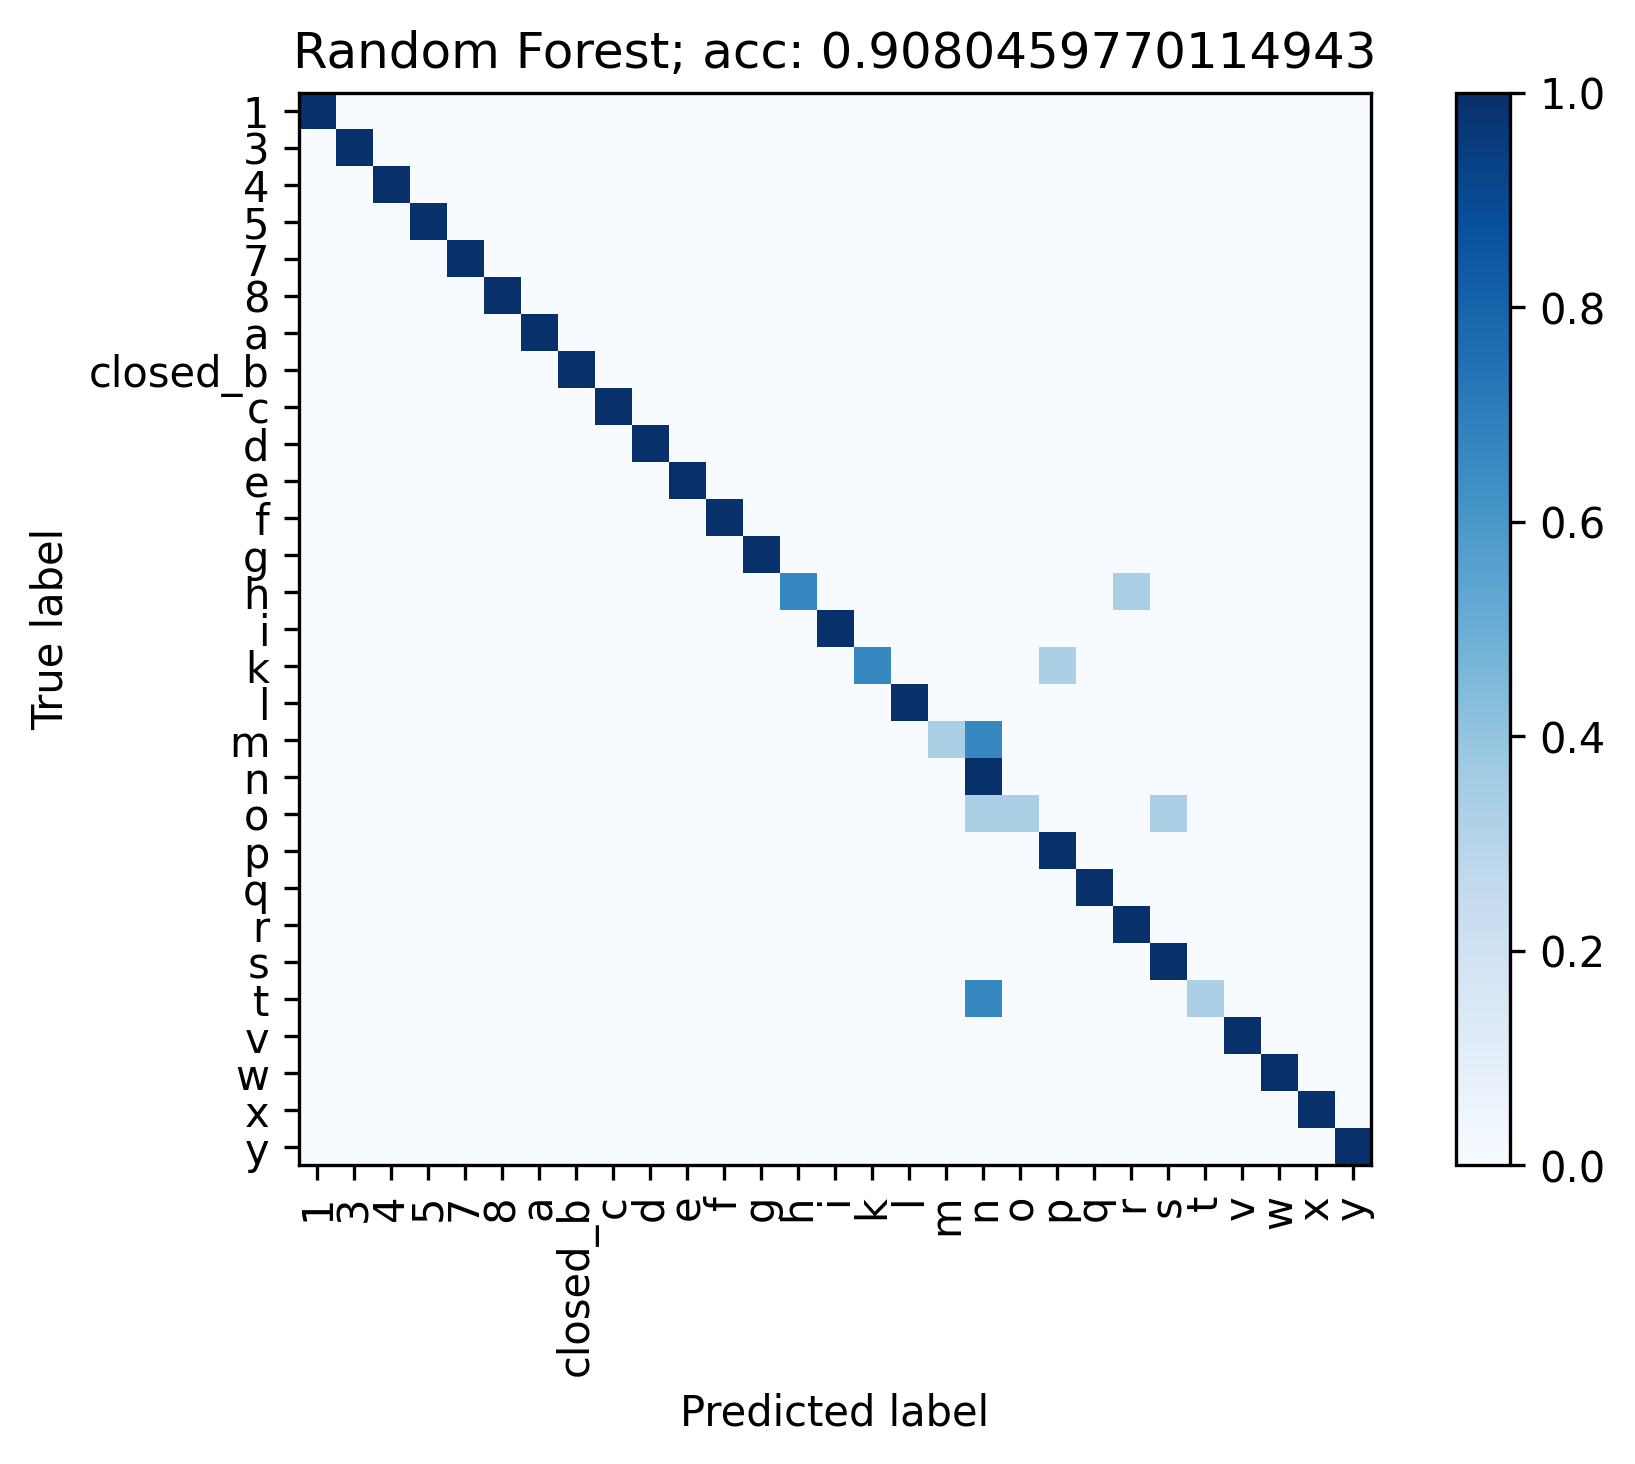 Random Forest; acc: 0.9080459770114943
1
3
4
5
7
8
a
closed_b
c
d
e
f
g
h
i
k
l
m
n
o
p
q
r
s
t
v
w
x
y
True label
1 3 4 5 7 8 a closed_b c d e f g h i k l m n o p q r s t v w x y
Predicted label
1.0
0.8
0.6
0.4
0.2
0.0